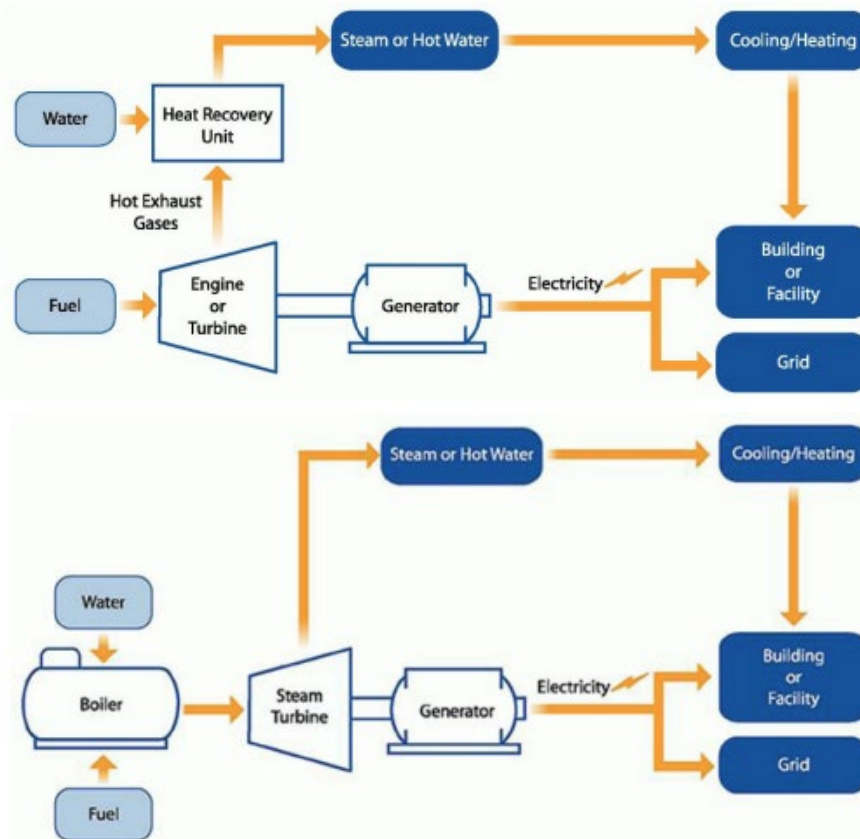 Steam or Hot Water
Cooling/Heating
Water
Heat Recovery
Unit
Hot Exhaust
Gases
Fuel
Engine
or
Turbine
Generator
Electricity
Building
or
Facility
Grid
Steam or Hot Water
Cooling/Heating
Water
Boiler
Fuel
Steam
Turbine
Generator
Electricity
Building
or
Facility
Grid